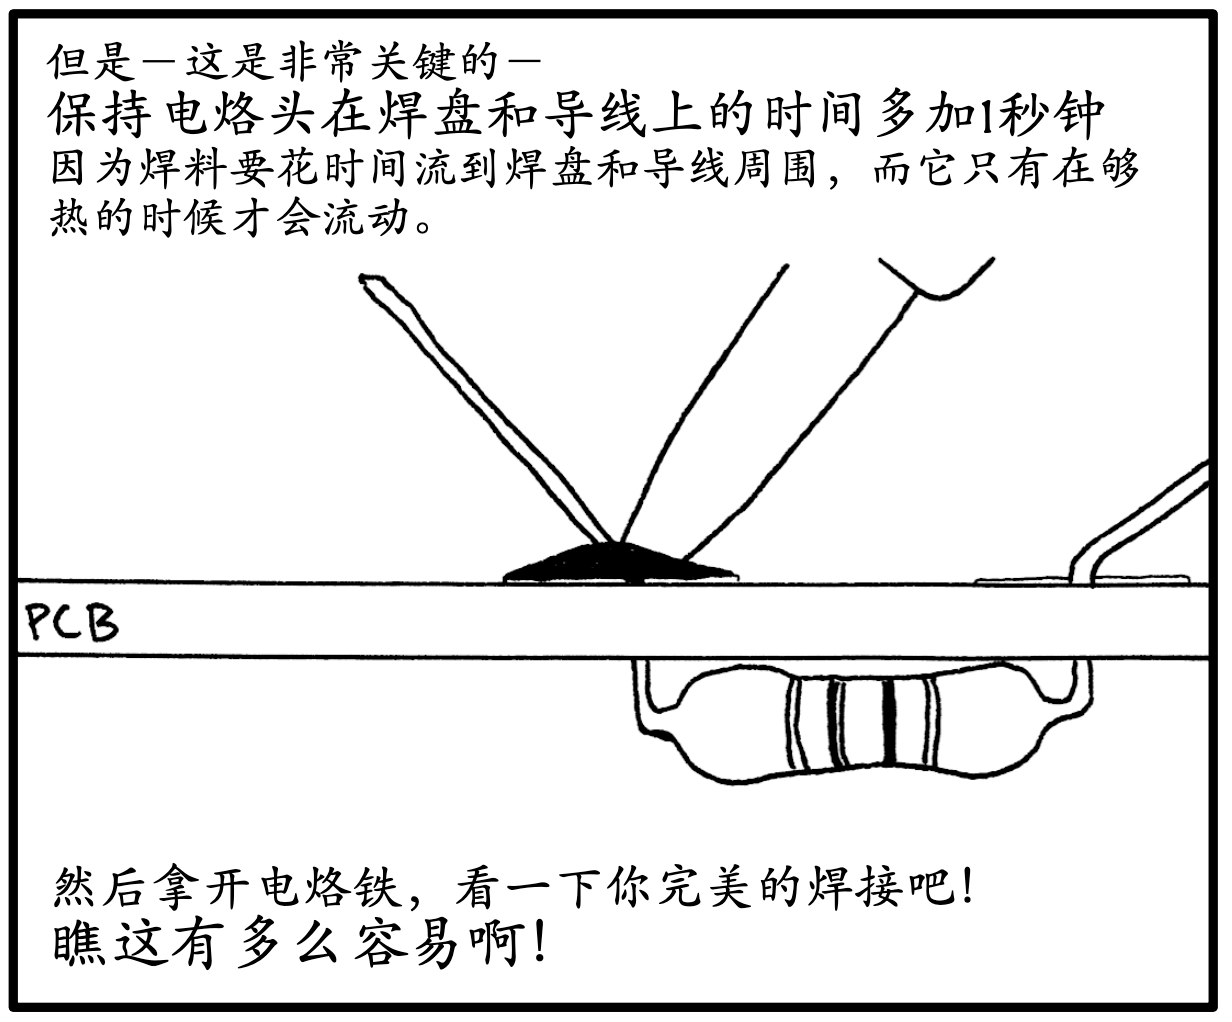 但是－这是非常关键的－
保持电烙头在焊盘和导线上的时间多加1秒钟
因为焊料要花时间流到焊盘和导线周围，而它只有在够
热的时候才会流动。
PCB
然后拿开电烙铁，看一下你完美的焊接吧！
瞧这有多么容易啊！